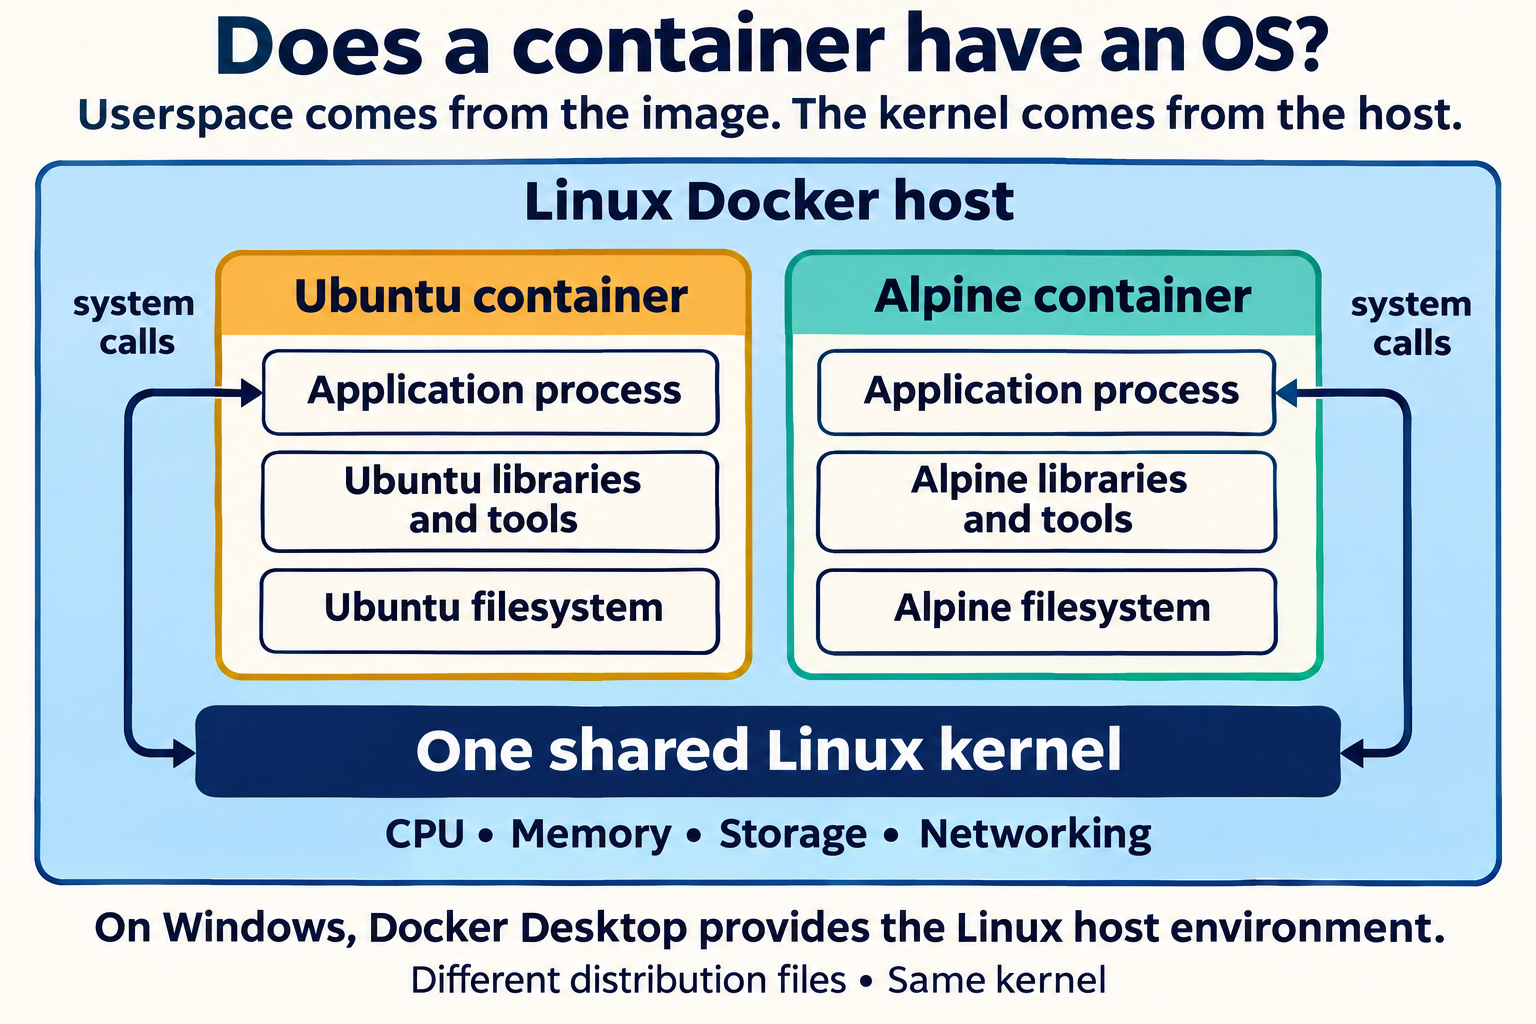 Does a container have an OS?
Userspace comes from the image. The kernel comes from the host.
Linux Docker host
system
calls
Ubuntu container
Application process
Ubuntu libraries
and tools
Ubuntu filesystem
Alpine container
Application process
Alpine libraries
and tools
Alpine filesystem
system
calls
One shared Linux kernel
CPU • Memory • Storage • Networking
On Windows, Docker Desktop provides the Linux host environment.
Different distribution files • Same kernel